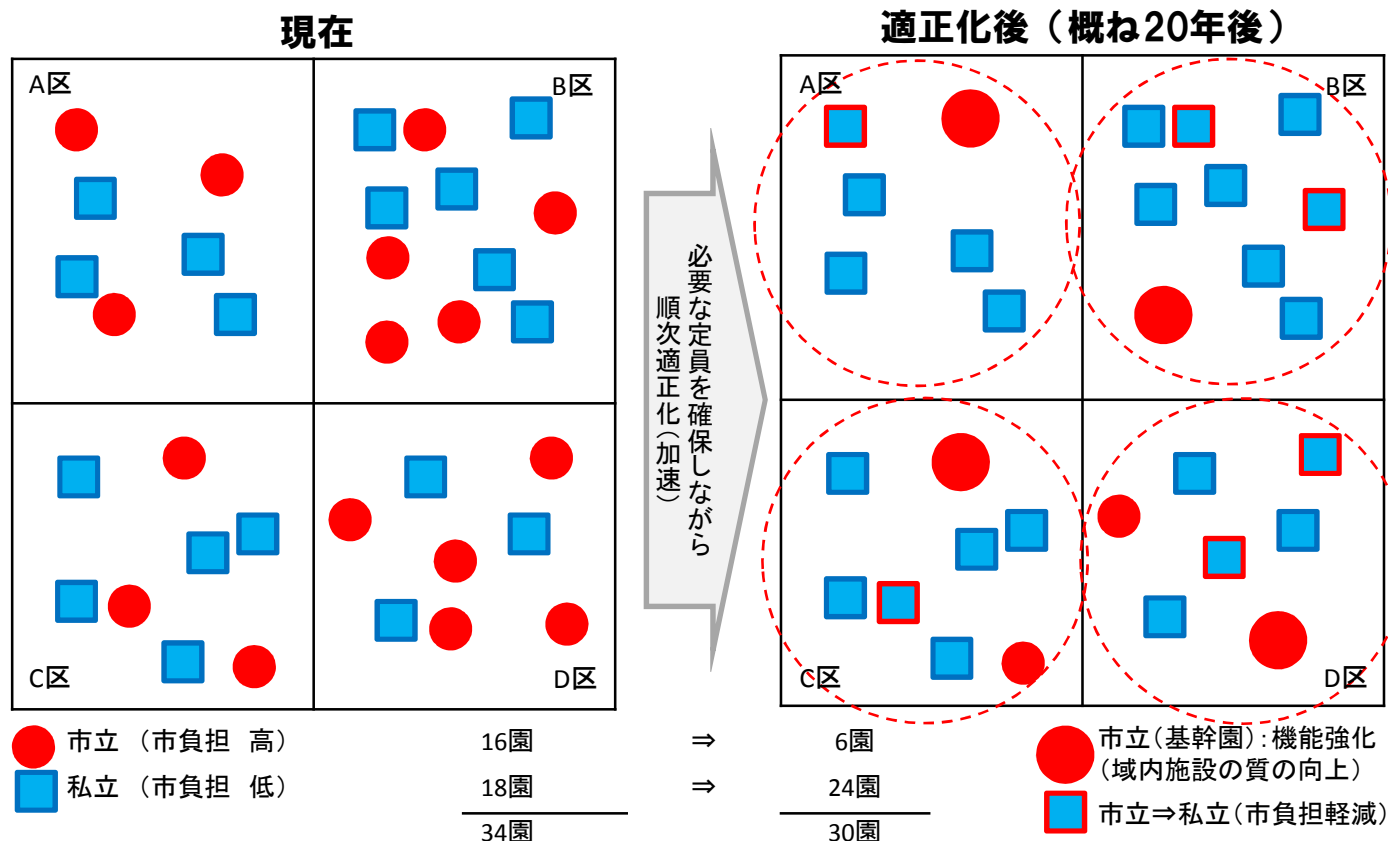 現在
適正化後（概ね20年後）
A区
B区
C区
D区
必要な定員を確保しながら
順次適正化（加速）
A区
B区
C区
D区
市立 （市負担 高） 16園 ⇒ 6園
私立 （市負担 低） 18園 ⇒ 24園
34園 30園
市立（基幹園）：機能強化
（域内施設の質の向上）
市立⇒私立（市負担軽減）